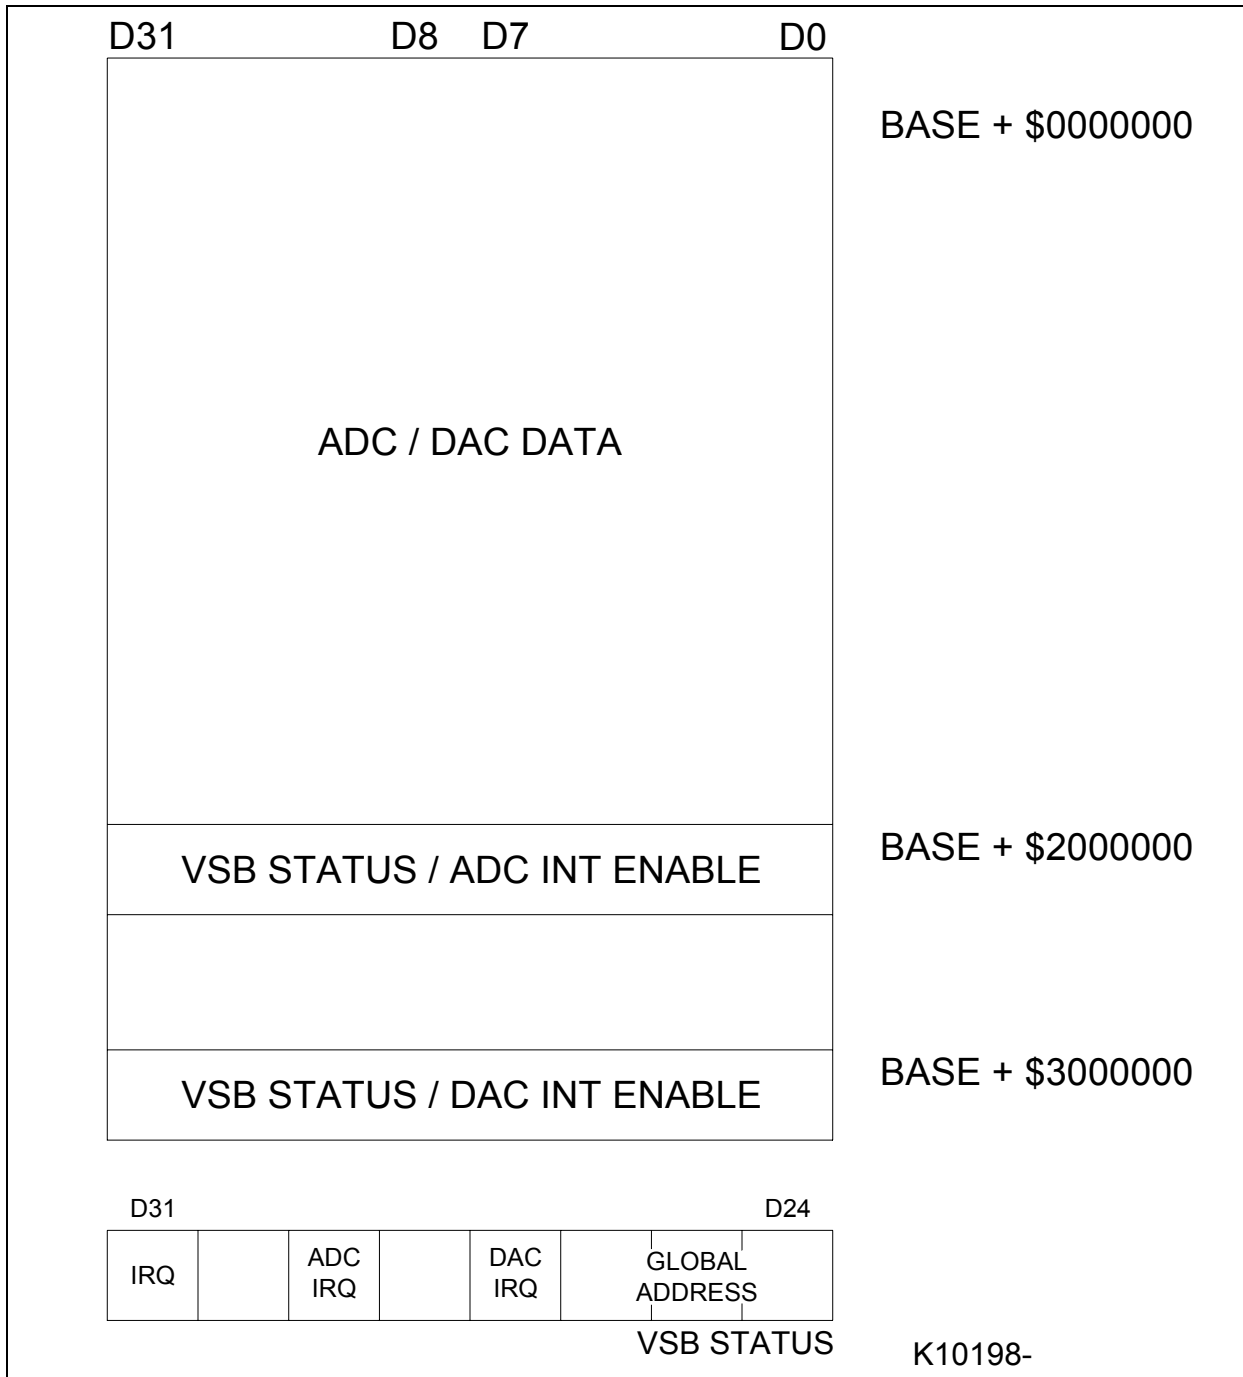 D31 D8 D7 D0
BASE + $0000000
ADC / DAC DATA
VSB STATUS / ADC INT ENABLE
BASE + $2000000
VSB STATUS / DAC INT ENABLE
BASE + $3000000
D31 D24
IRQ
ADC
IRQ
DAC
IRQ
GLOBAL
ADDRESS
VSB STATUS
K10198-